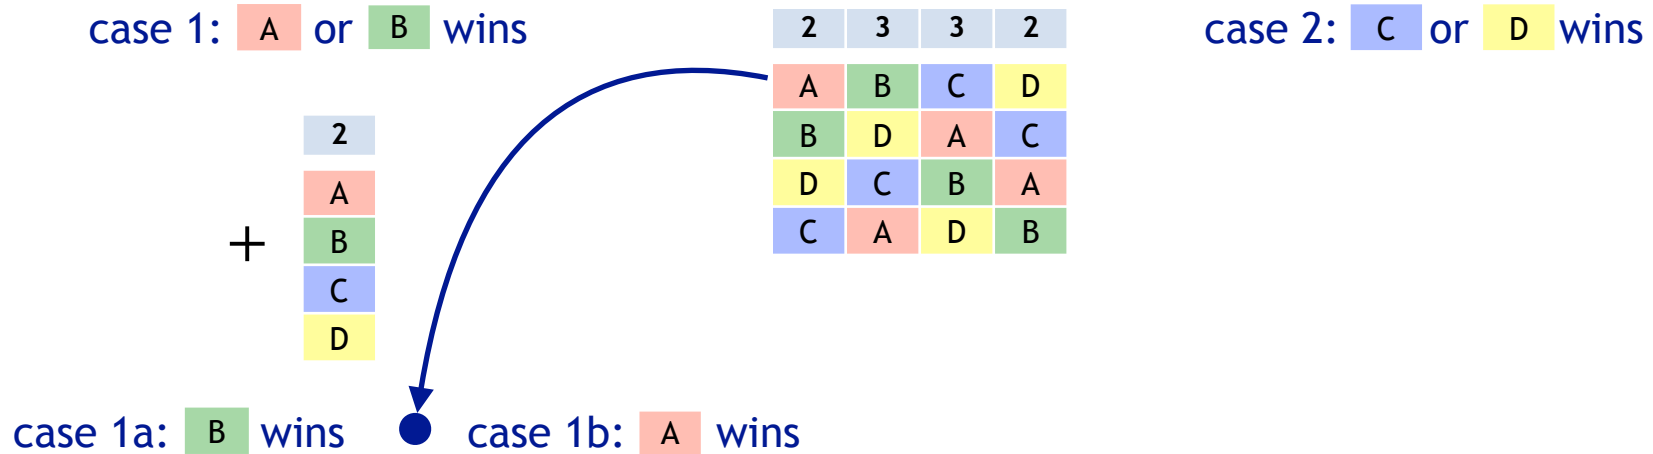 case 1: A or B wins
2 3 3 2
case 2: C or D wins
A B C D
B D A C
D C B A
C A D B
2
A
+ B
C
D
case 1a: B wins
case 1b: A wins